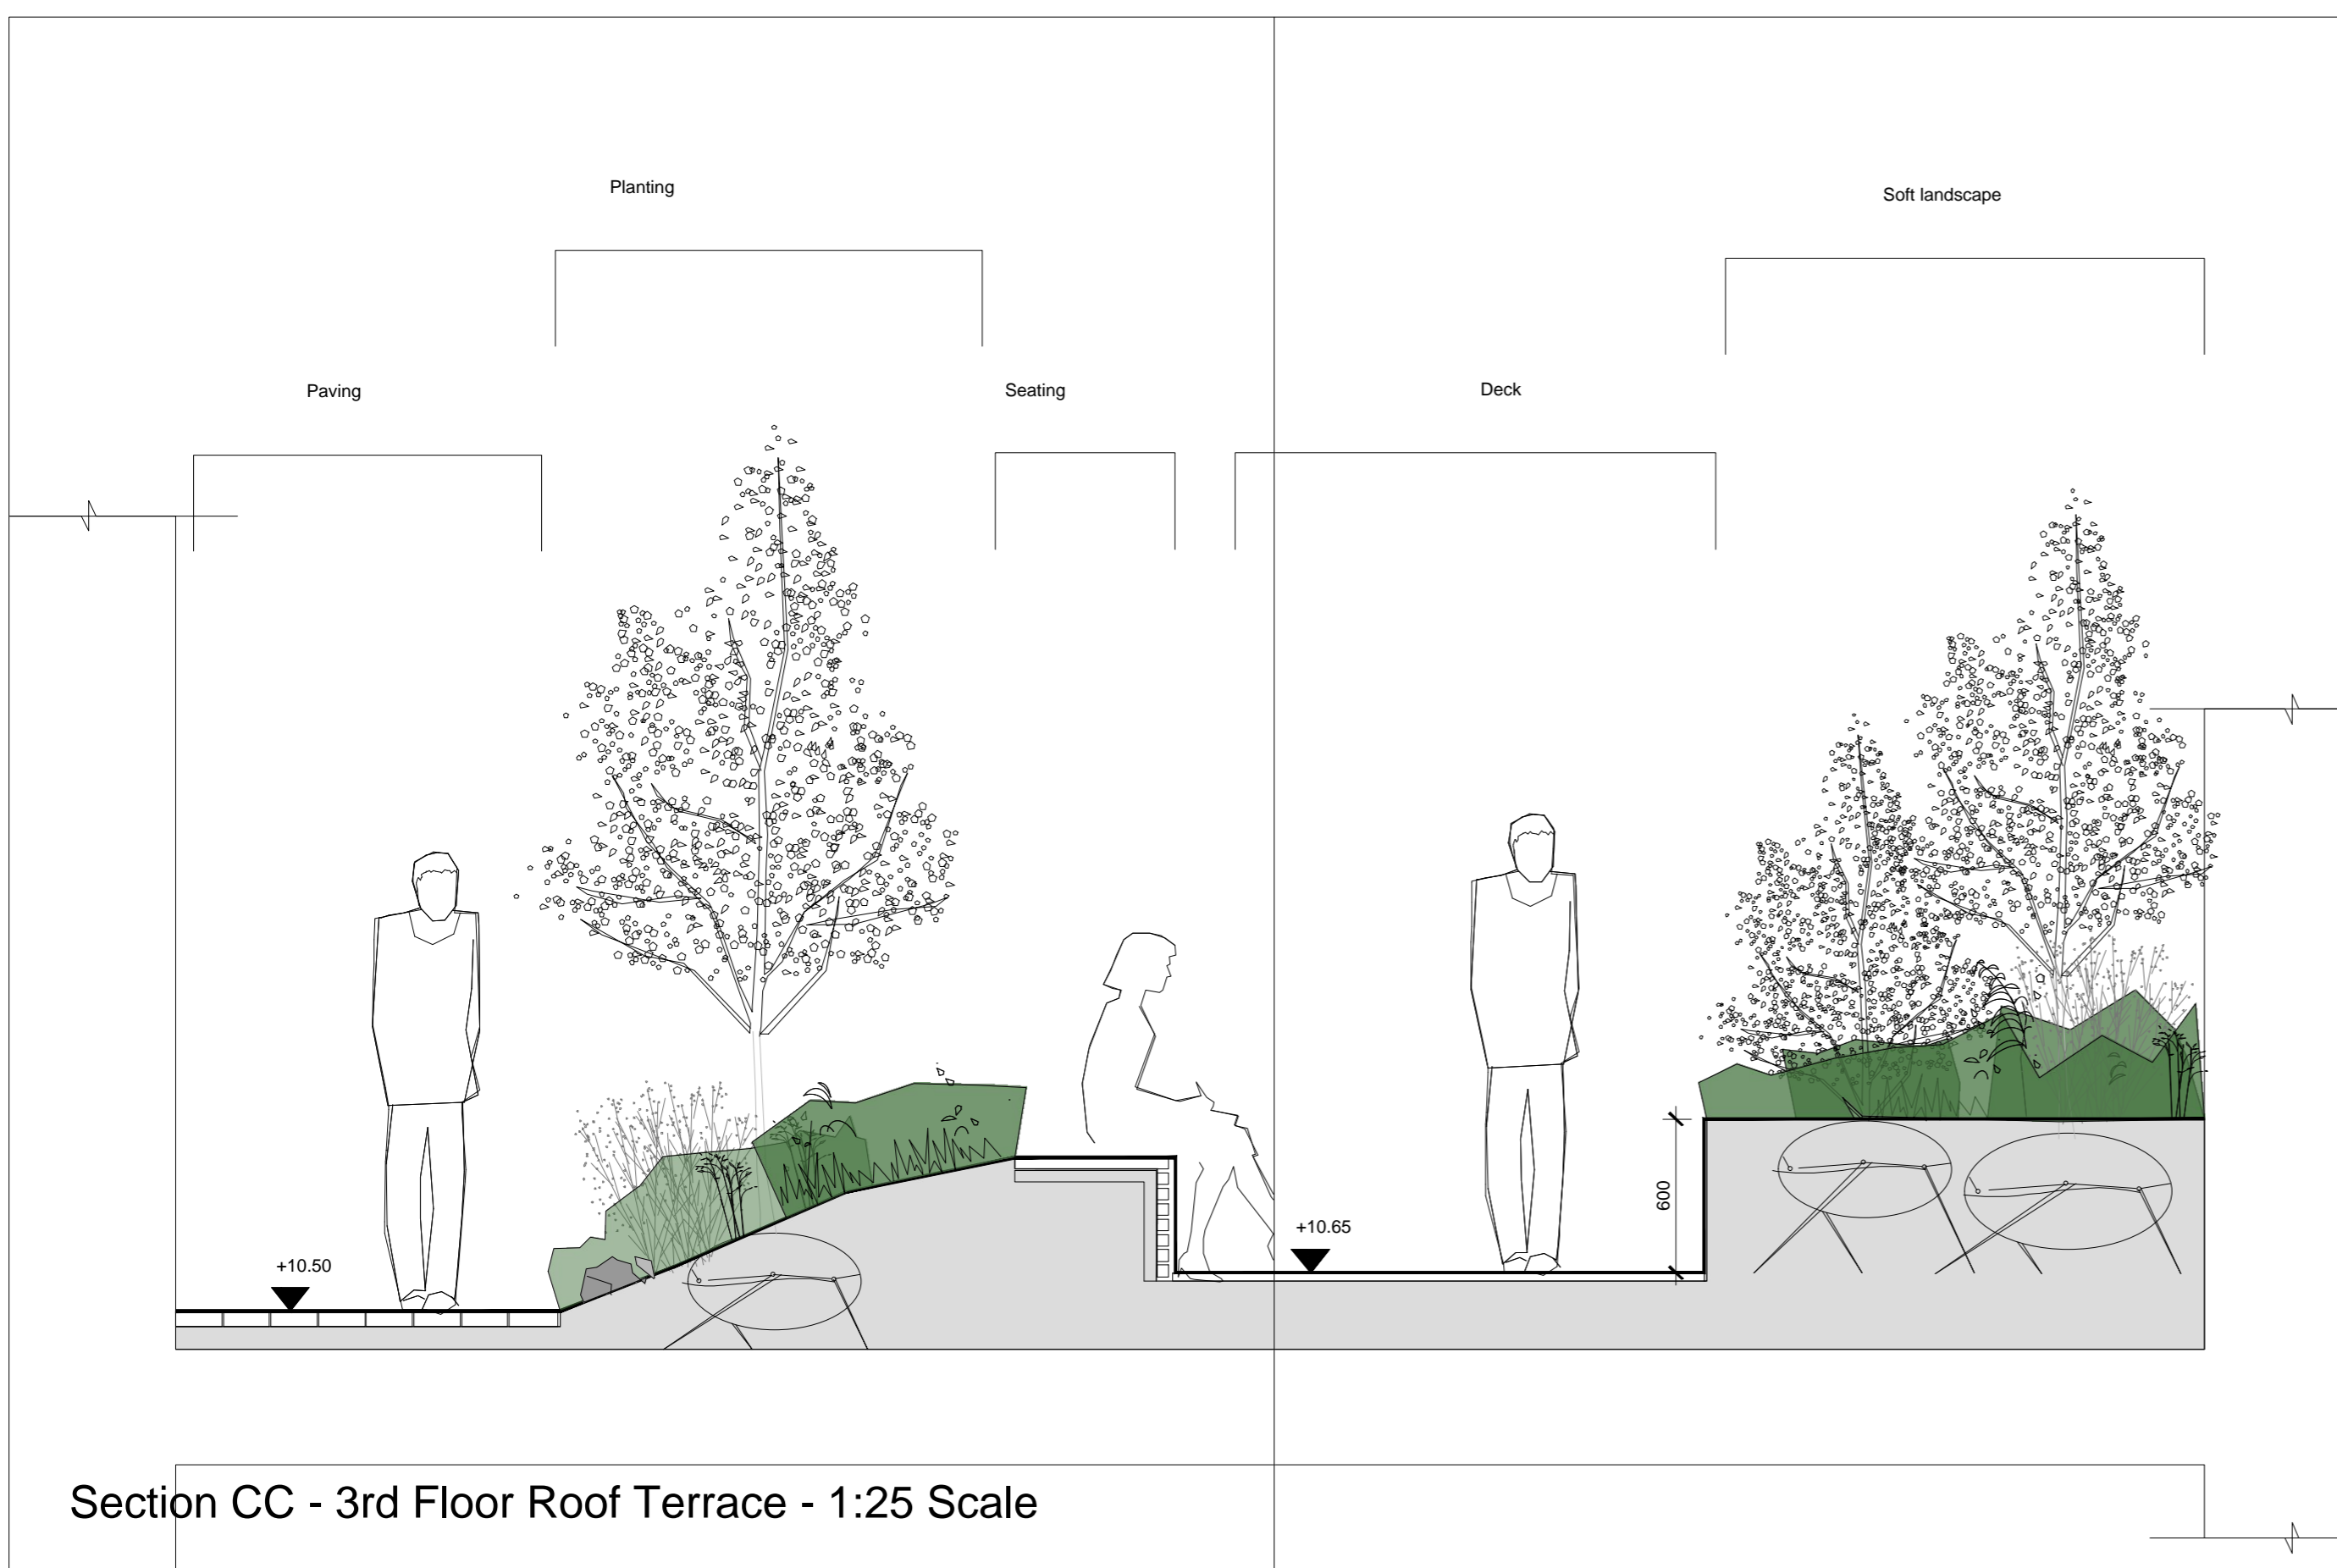 Planting
Soft landscape
Paving
Seating
Deck
600
+10.65
+10.50
Section CC - 3rd Floor Roof Terrace - 1:25 Scale